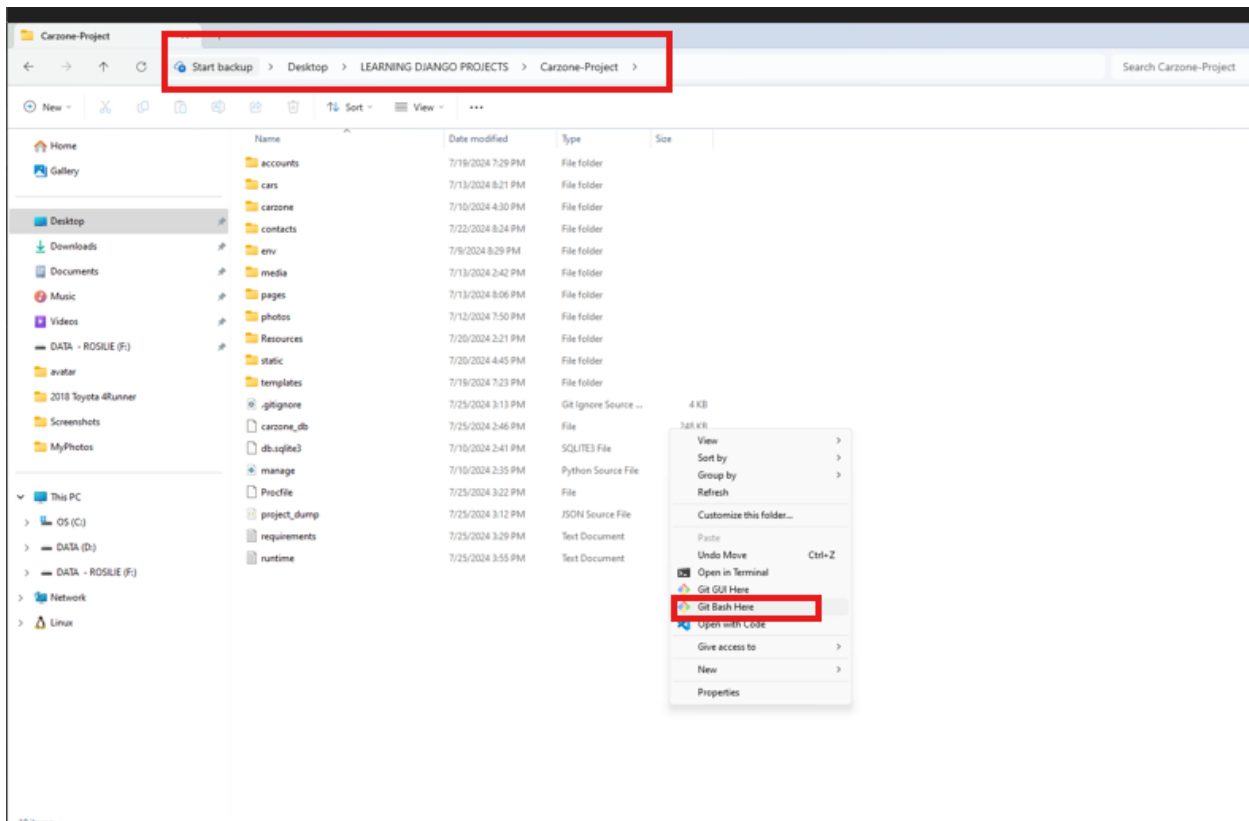 Carzone-Project
Start backup > Desktop > LEARNING DJANGO PROJECTS > Carzone-Project >
Search Carzone-Project
New Sort View ...
Name Date modified Type Size
Home
Gallery
Desktop
Downloads
Documents
Music
Videos
DATA - ROSILIE (F:)
avatar
2018 Toyota 4Runner
Screenshots
MyPhotos
This PC
OS (C:)
DATA (D:)
DATA - ROSILIE (F:)
Network
Linux
accounts 7/19/2024 7:29 PM File folder
cars 7/13/2024 8:21 PM File folder
carzone 7/10/2024 4:30 PM File folder
contacts 7/22/2024 8:24 PM File folder
env 7/9/2024 8:29 PM File folder
media 7/13/2024 2:42 PM File folder
pages 7/13/2024 8:06 PM File folder
photos 7/12/2024 7:50 PM File folder
Resources 7/20/2024 2:21 PM File folder
static 7/20/2024 4:45 PM File folder
templates 7/19/2024 7:23 PM File folder
.gitignore 7/25/2024 3:13 PM Git Ignore Source ... 4 KB
carzone_db 7/25/2024 2:46 PM File 248 KB
db.sqlite3 7/10/2024 2:41 PM SQLITE3 File
manage 7/10/2024 2:35 PM Python Source File
Procfile 7/25/2024 3:22 PM File
project_dump 7/25/2024 3:12 PM JSON Source File
requirements 7/25/2024 3:29 PM Text Document
runtime 7/25/2024 3:55 PM Text Document
View
Sort by
Group by
Refresh
Customize this folder...
Paste
Undo Move Ctrl+Z
Open in Terminal
Git GUI Here
Git Bash Here
Open with Code
Give access to
New
Properties